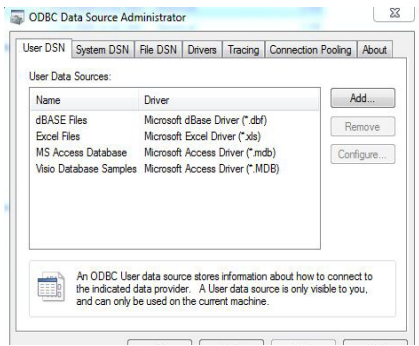 ODBC Data Source Administrator
User DSN System DSN File DSN Drivers Tracing Connection Pooling About
User Data Sources:
Name Driver Add...
dBASE Files Microsoft dBase Driver (*.dbf)
Excel Files Microsoft Excel Driver (*.xls) Remove
MS Access Database Microsoft Access Driver (*.mdb) Configure...
Visio Database Samples Microsoft Access Driver (*.MDB)
An ODBC User data source stores information about how to connect to
the indicated data provider. A User data source is only visible to you,
and can only be used on the current machine.